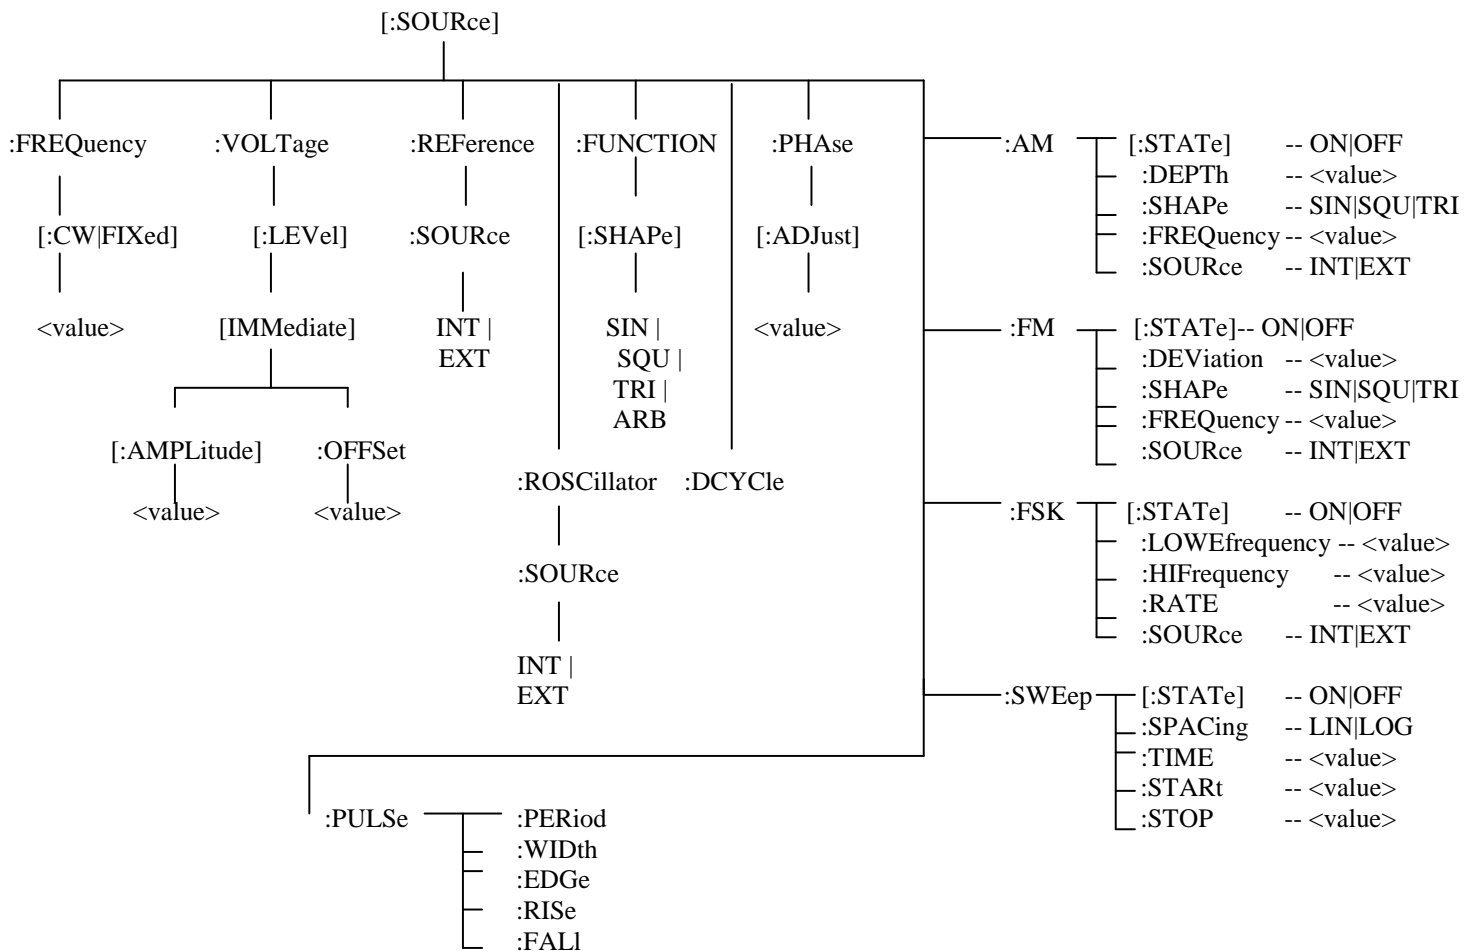 [:SOURce]
:FREQuency :VOLTage :REFerence :FUNCTION :PHAse
[:CW|FIXed] [:LEVel] :SOURce [:SHAPe] [:ADJust]
<value> [IMMediate] INT | SIN | <value>
EXT SQU |
TRI |
ARB
[:AMPLitude] :OFFSet
<value> <value>
:ROSCillator :DCYCle
:SOURce
INT |
EXT
:AM [:STATe] -- ON|OFF
:DEPTh -- <value>
:SHAPe -- SIN|SQU|TRI
:FREQuency -- <value>
:SOURce -- INT|EXT
:FM [:STATe]-- ON|OFF
:DEViation -- <value>
:SHAPe -- SIN|SQU|TRI
:FREQuency -- <value>
:SOURce -- INT|EXT
:FSK [:STATe] -- ON|OFF
:LOWEfrequency -- <value>
:HIFrequency -- <value>
:RATE -- <value>
:SOURce -- INT|EXT
:SWEep [:STATe] -- ON|OFF
:SPACing -- LIN|LOG
:TIME -- <value>
:STARt -- <value>
:STOP -- <value>
:PULSe :PERiod
:WIDth
:EDGe
:RISe
:FALl